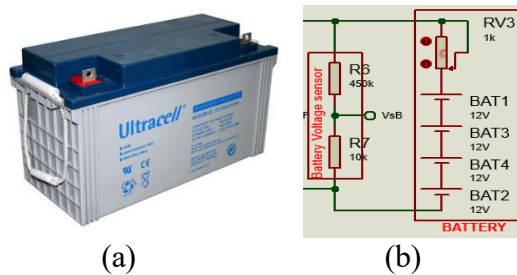 Ultracell
RV3
1k
50%
R6
450k
Battery Voltage sensor
VsB
R7
10k
BAT1
12V
BAT3
12V
BAT4
12V
BAT2
12V
BATTERY
(a)
(b)